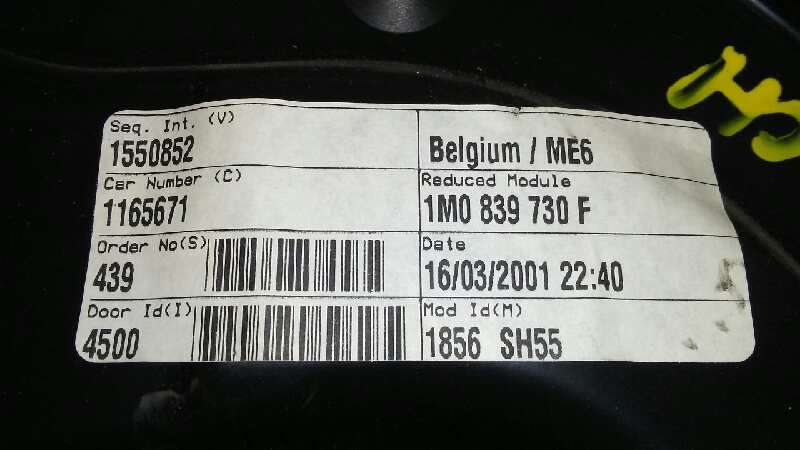 Seq. Int. (V)
1550852
Belgium / ME6
Car Number (C)
1165671
Reduced Module
1M0 839 730 F
Order No(S)
439
Date
16/03/2001 22:40
Door Id(I)
4500
Mod Id(M)
1856 SH55